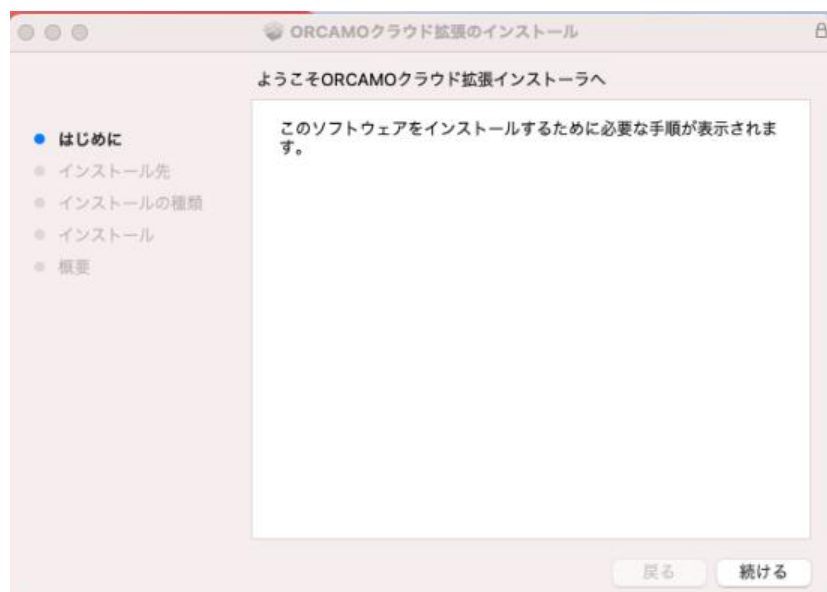 ORCAMOクラウド拡張のインストール
ようこそORCAMOクラウド拡張インストーラへ
はじめに
インストール先
インストールの種類
インストール
概要
このソフトウェアをインストールするために必要な手順が表示されま
す。
戻る
続ける